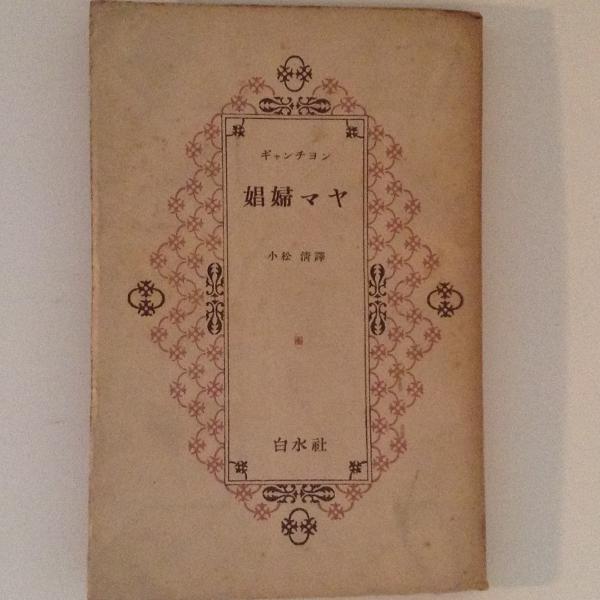 ギャンチヨン
娼婦マヤ
小松 清譯
白水社